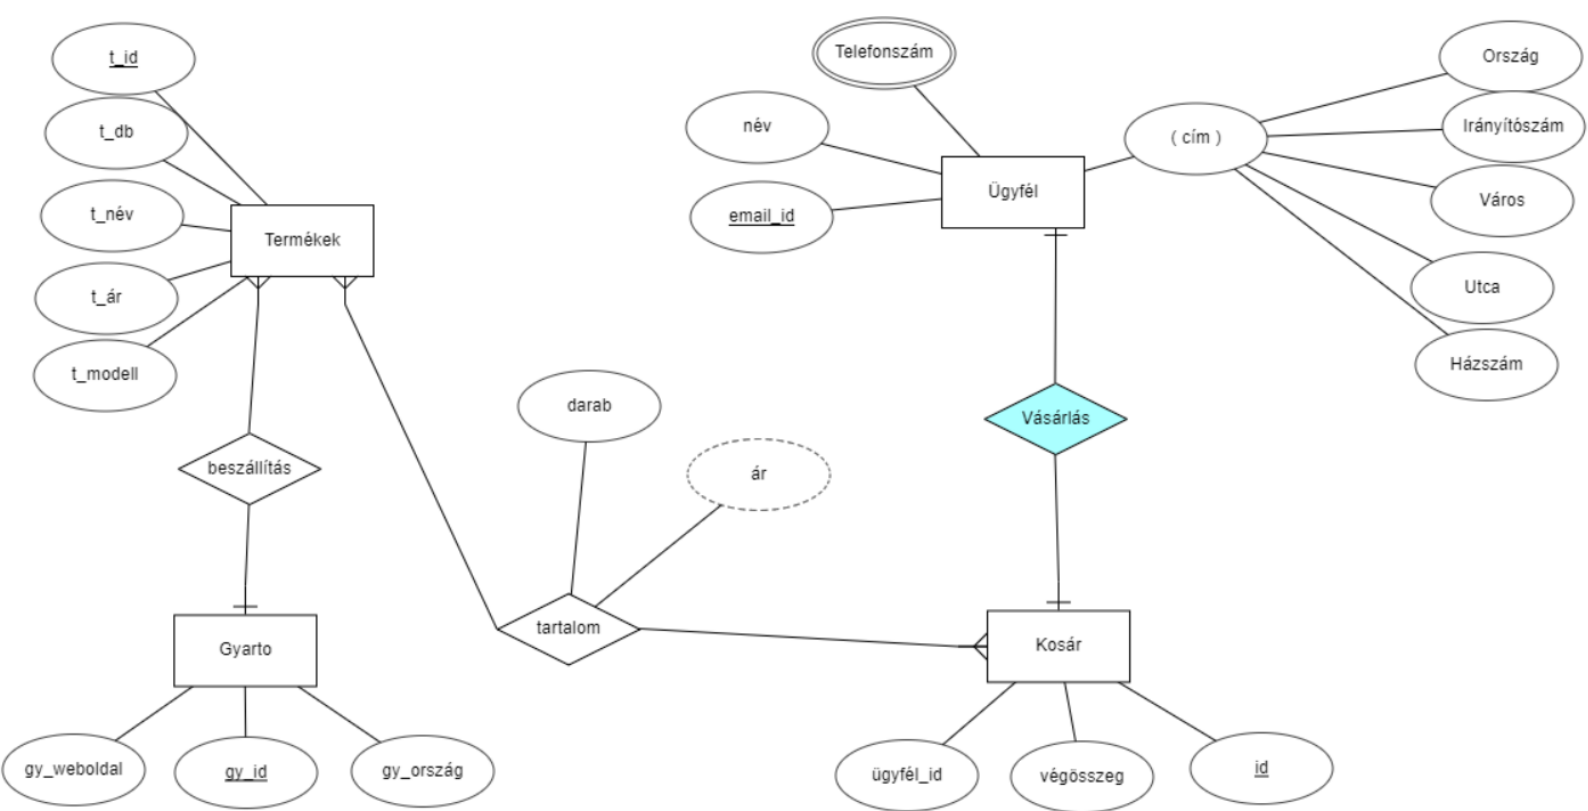 t_id
t_db
t_név
t_ár
t_modell
Termékek
beszállítás
Gyarto
gy_weboldal
gy_id
gy_ország
darab
ár
tartalom
Telefonszám
név
email_id
Ügyfél
( cím )
Ország
Irányítószám
Város
Utca
Házszám
Vásárlás
Kosár
ügyfél_id
végösszeg
id